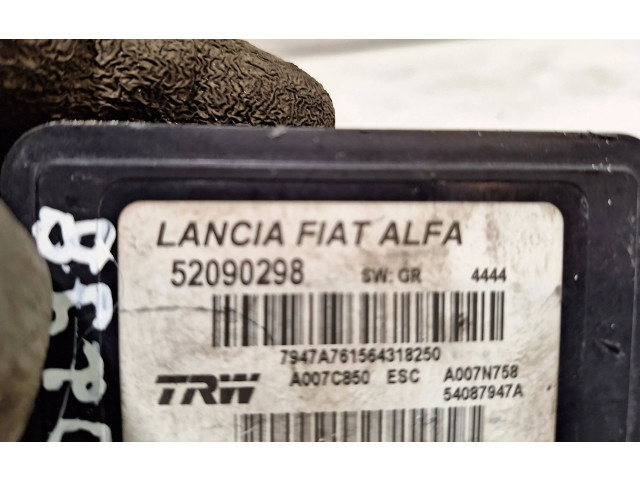 LANCIA FIAT ALFA
52090298 SW: GR 4444
7947A761564318250
TRW A007C850 ESC A007N758
54087947A